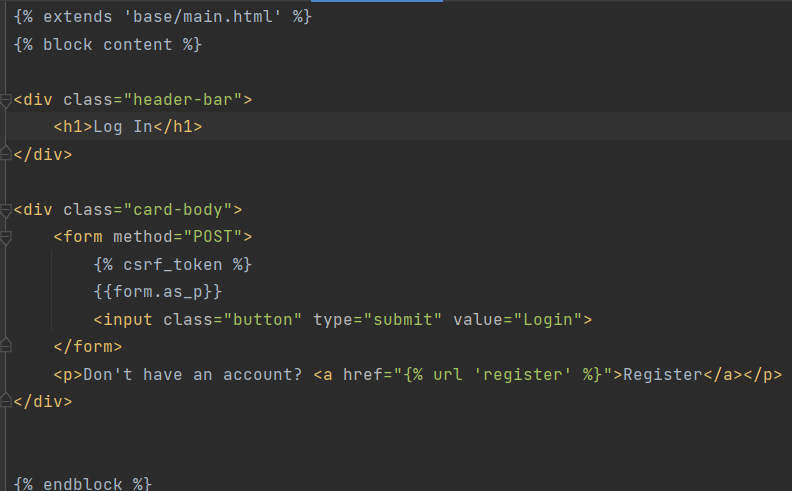 {% extends 'base/main.html' %}
{% block content %}
<div class="header-bar">
<h1>Log In</h1>
</div>
<div class="card-body">
<form method="POST">
{% csrf_token %}
{{form.as_p}}
<input class="button" type="submit" value="Login">
</form>
<p>Don't have an account? <a href="{% url 'register' %}">Register</a></p>
</div>
{% endblock %}